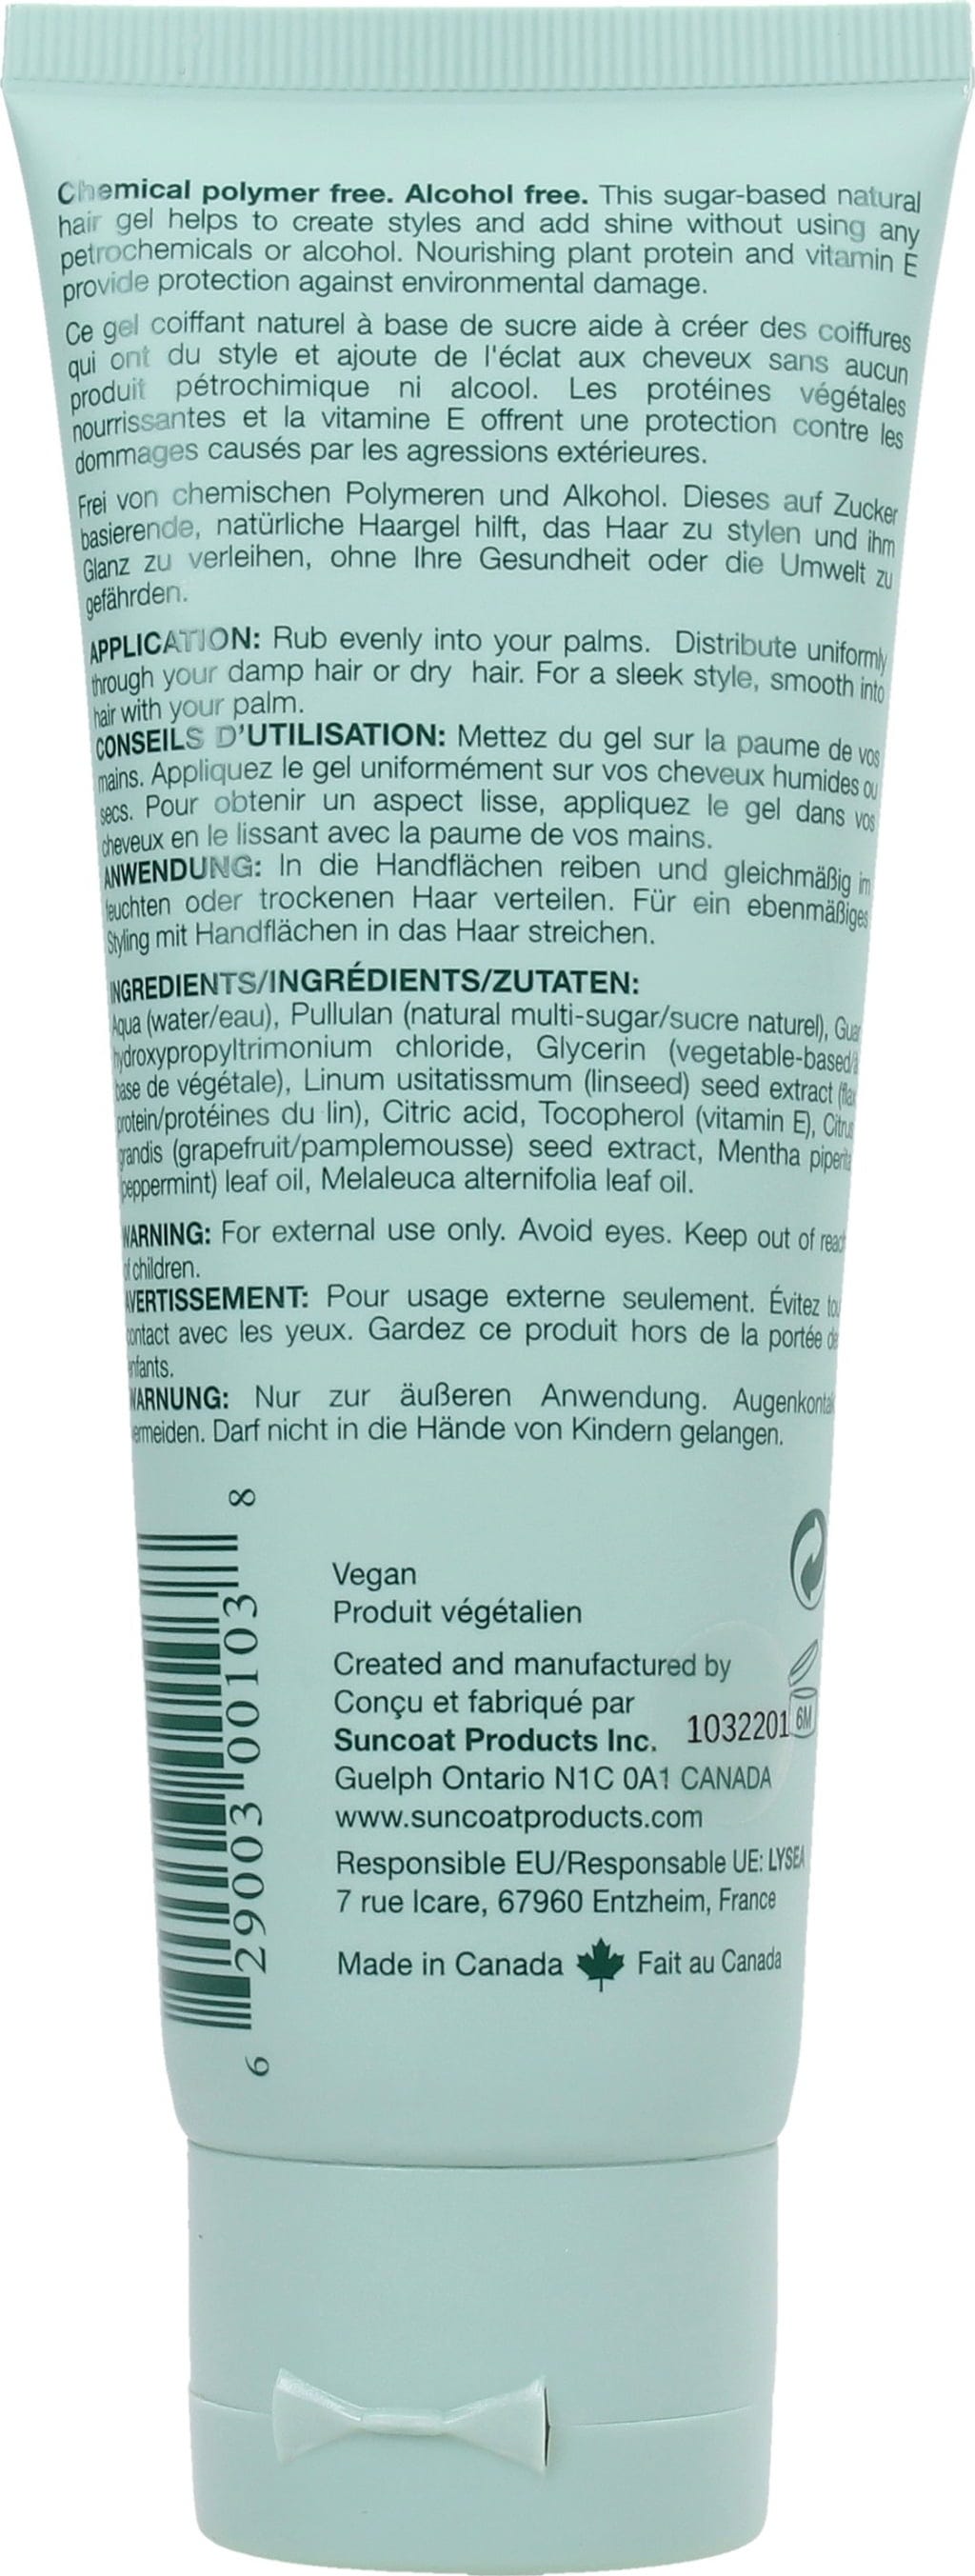 Chemical polymer free. Alcohol free. This sugar-based natural
hair gel helps to create styles and add shine without using any
petrochemicals or alcohol. Nourishing plant protein and vitamin E
provide protection against environmental damage.
Ce gel coiffant naturel à base de sucre aide à créer des coiffures
qui ont du style et ajoute de l'éclat aux cheveux sans aucun
produit pétrochimique ni alcool. Les protéines végétales
nourrissantes et la vitamine E offrent une protection contre les
dommages causés par les agressions extérieures.
Frei von chemischen Polymeren und Alkohol. Dieses auf Zucker
basierende, natürliche Haargel hilft, das Haar zu stylen und ihm
Glanz zu verleihen, ohne Ihre Gesundheit oder die Umwelt zu
gefährden.
APPLICATION: Rub evenly into your palms. Distribute uniformly
through your damp hair or dry hair. For a sleek style, smooth into
hair with your palm.
CONSEILS D'UTILISATION: Mettez du gel sur la paume de vos
mains. Appliquez le gel uniformément sur vos cheveux humides ou
secs. Pour obtenir un aspect lisse, appliquez le gel dans vos
cheveux en le lissant avec la paume de vos mains.
ANWENDUNG: In die Handflächen reiben und gleichmäßig im
feuchten oder trockenen Haar verteilen. Für ein ebenmäßiges
Styling mit Handflächen in das Haar streichen.
INGREDIENTS/INGRÉDIENTS/ZUTATEN:
Aqua (water/eau), Pullulan (natural multi-sugar/sucre naturel), Guar
hydroxypropyltrimonium chloride, Glycerin (vegetable-based/à
base de végétale), Linum usitatissmum (linseed) seed extract (flax
protein/protéines du lin), Citric acid, Tocopherol (vitamin E), Citrus
grandis (grapefruit/pamplemousse) seed extract, Mentha piperita
(peppermint) leaf oil, Melaleuca alternifolia leaf oil.
WARNING: For external use only. Avoid eyes. Keep out of reach
of children.
AVERTISSEMENT: Pour usage externe seulement. Évitez tout
contact avec les yeux. Gardez ce produit hors de la portée des
enfants.
WARNUNG: Nur zur äußeren Anwendung. Augenkontakt
vermeiden. Darf nicht in die Hände von Kindern gelangen.
6 29003 00103 8
Vegan
Produit végétalien
Created and manufactured by
Conçu et fabriqué par
Suncoat Products Inc.
1032201
6M
Guelph Ontario N1C 0A1 CANADA
www.suncoatproducts.com
Responsible EU/Responsable UE: LYSEA
7 rue Icare, 67960 Entzheim, France
Made in Canada Fait au Canada